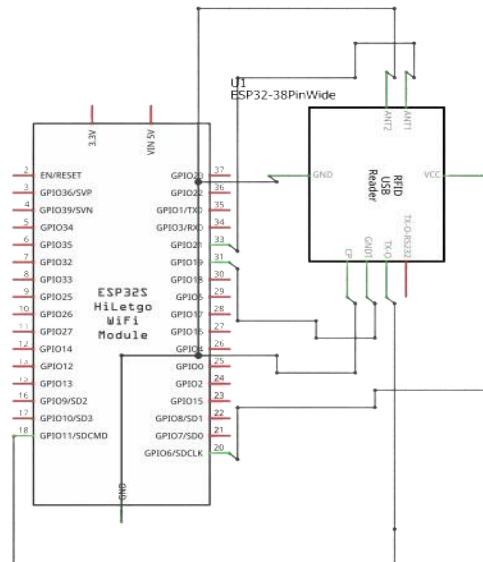 U1
ESP32-38PinWide
3.3V
VIN 5V
2 EN/RESET
3 GPIO36/SVP
4 GPIO39/SVN
5 GPIO34
6 GPIO35
7 GPIO32
8 GPIO33
9 GPIO25
10 GPIO26
11 GPIO27
12 GPIO14
13 GPIO12
15 GPIO13
16 GPIO9/SD2
17 GPIO10/SD3
18 GPIO11/SDCMD
GND
ESP32S
HiLetgo
WiFi
Module
GPIO23 37
GPIO22 36
GPIO1/TX0 35
GPIO3/RX0 34
GPIO21 33
GPIO19 31
GPIO18 30
GPIO5 29
GPIO17 28
GPIO16 27
GPIO4 26
GPIO0 25
GPIO2 24
GPIO15 23
GPIO8/SD1 22
GPIO7/SD0 21
GPIO6/SDCLK 20
ANT2
ANT1
GND
RFID
USB
Reader
VCC
CP
GND1
TX-O
TX-O-RS232